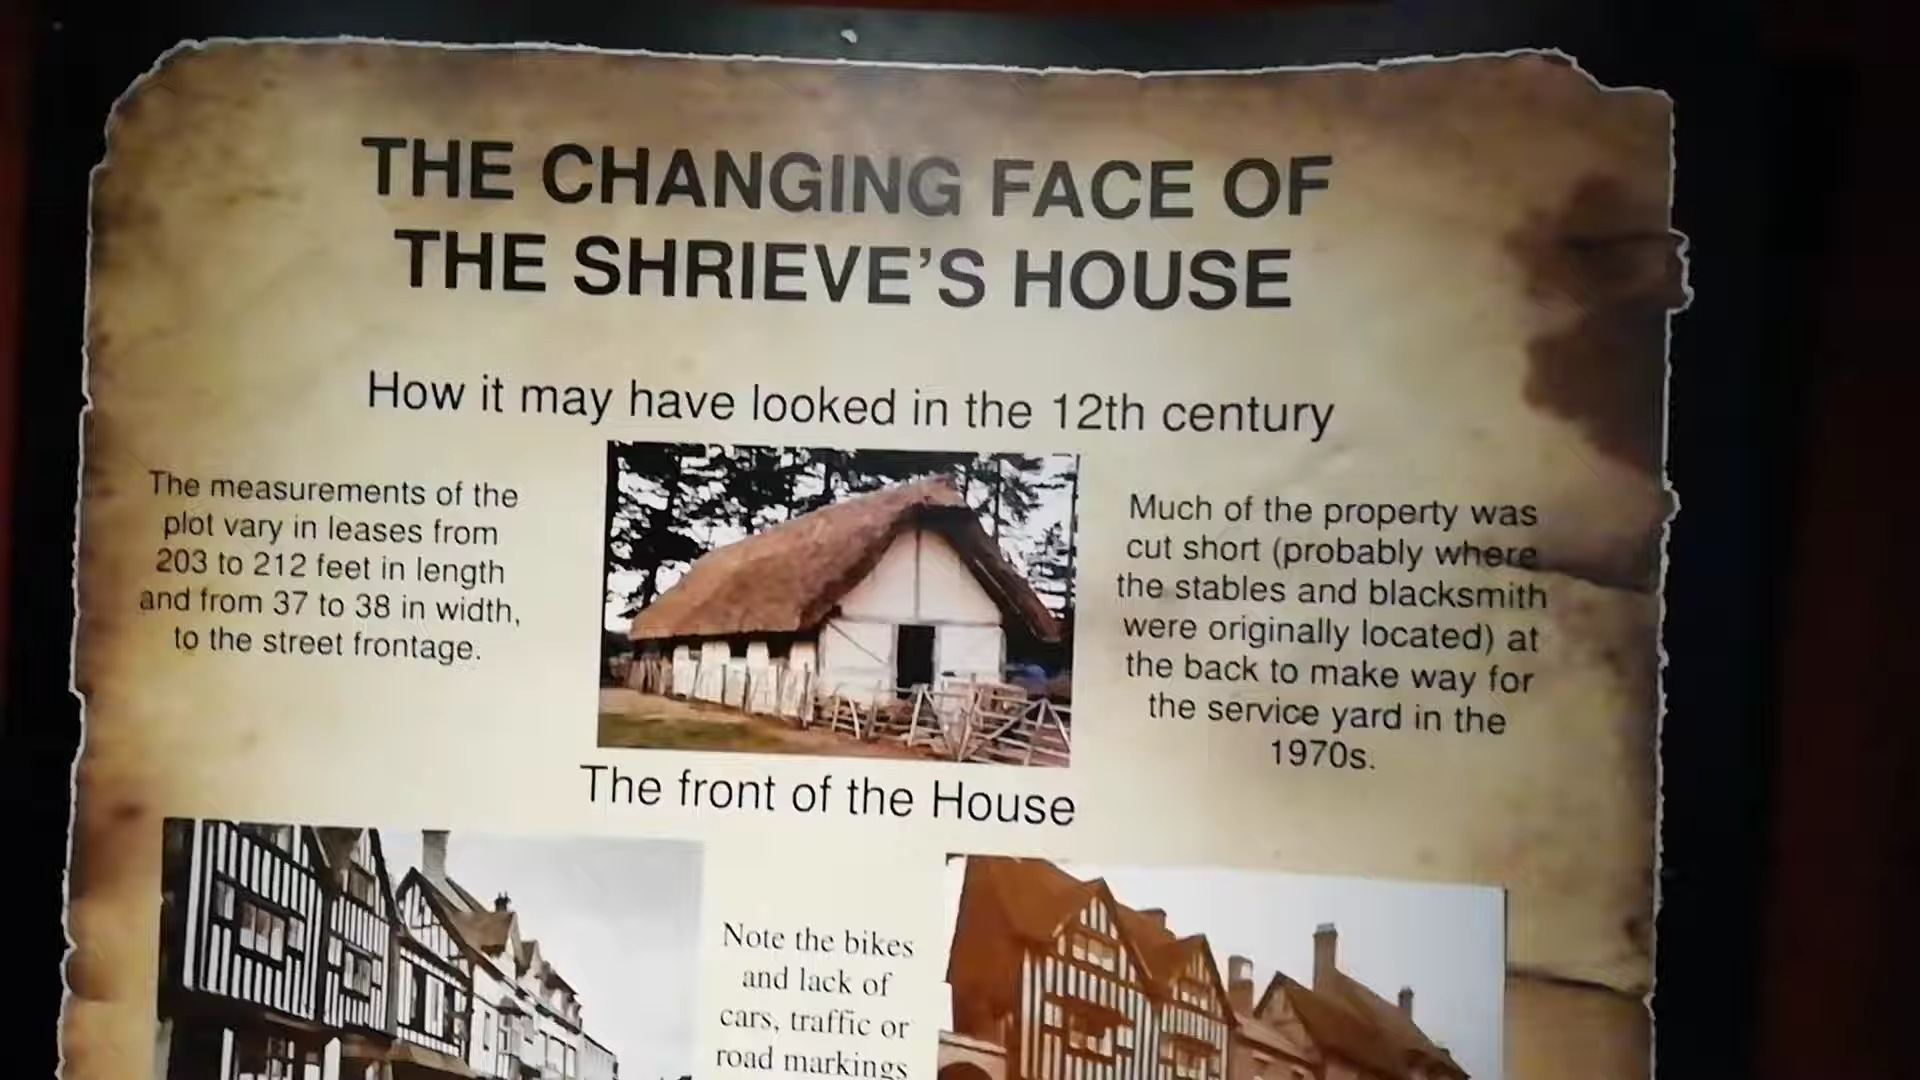 THE CHANGING FACE OF
THE SHRIEVE'S HOUSE
How it may have looked in the 12th century
The measurements of the
plot vary in leases from
203 to 212 feet in length
and from 37 to 38 in width,
to the street frontage.
Much of the property was
cut short (probably where
the stables and blacksmith
were originally located) at
the back to make way for
the service yard in the
1970s.
The front of the House
Note the bikes
and lack of
cars, traffic or
road markings